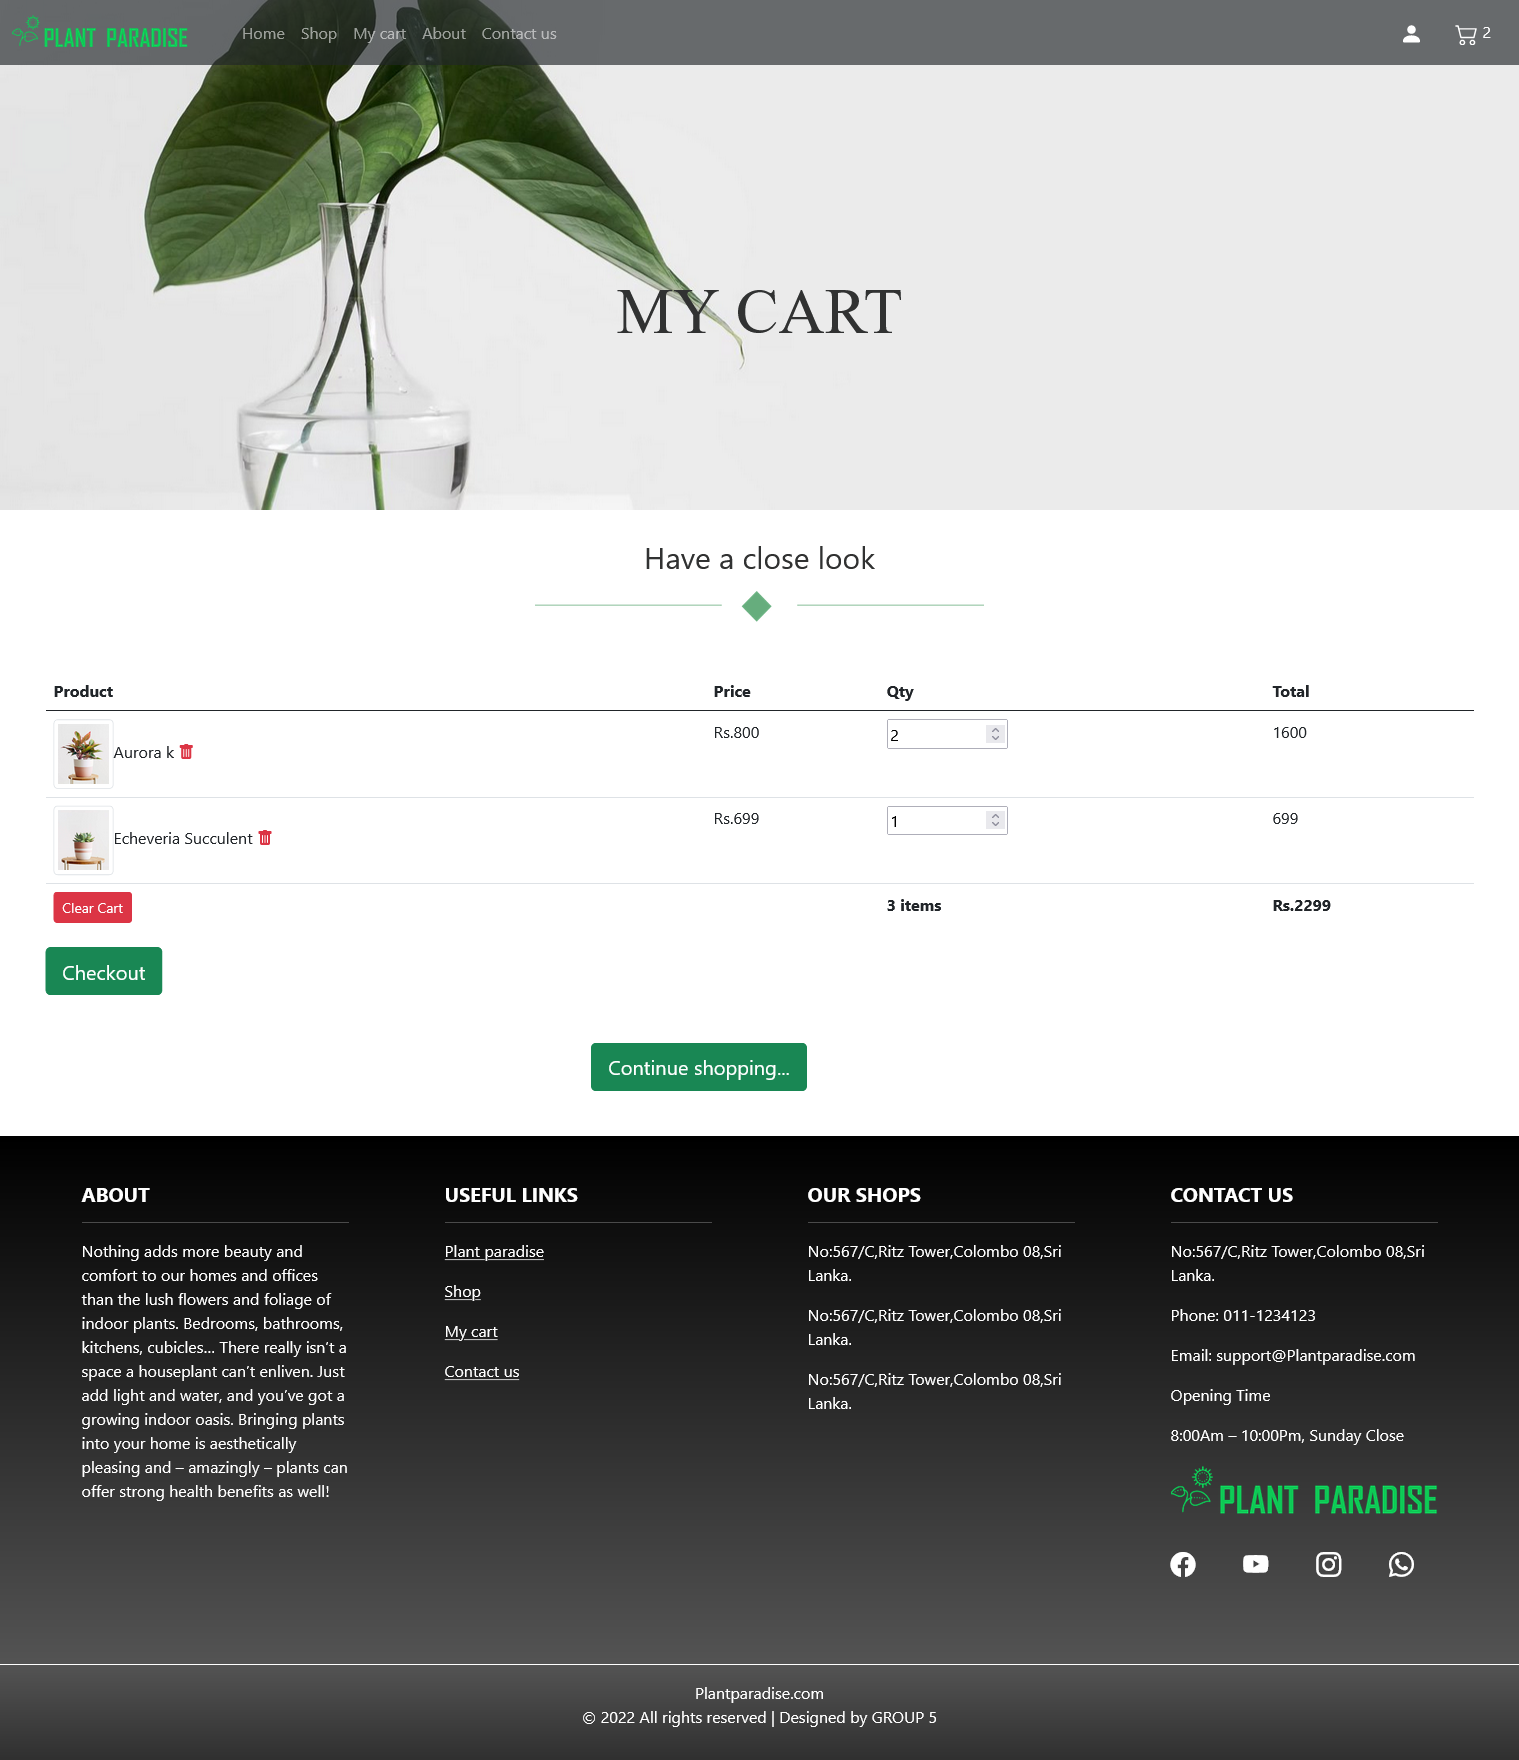 PLANT PARADISE
Home Shop My cart About Contact us
2
MY CART
Have a close look
Product Price Qty Total
Aurora k Rs.800 2 1600
Echeveria Succulent Rs.699 1 699
Clear Cart 3 items Rs.2299
Checkout
Continue shopping...
ABOUT
Nothing adds more beauty and
comfort to our homes and offices
than the lush flowers and foliage of
indoor plants. Bedrooms, bathrooms,
kitchens, cubicles... There really isn’t a
space a houseplant can’t enliven. Just
add light and water, and you’ve got a
growing indoor oasis. Bringing plants
into your home is aesthetically
pleasing and – amazingly – plants can
offer strong health benefits as well!
USEFUL LINKS
Plant paradise
Shop
My cart
Contact us
OUR SHOPS
No:567/C,Ritz Tower,Colombo 08,Sri
Lanka.
No:567/C,Ritz Tower,Colombo 08,Sri
Lanka.
No:567/C,Ritz Tower,Colombo 08,Sri
Lanka.
CONTACT US
No:567/C,Ritz Tower,Colombo 08,Sri
Lanka.
Phone: 011-1234123
Email: support@Plantparadise.com
Opening Time
8:00Am – 10:00Pm, Sunday Close
PLANT PARADISE
Plantparadise.com
© 2022 All rights reserved | Designed by GROUP 5